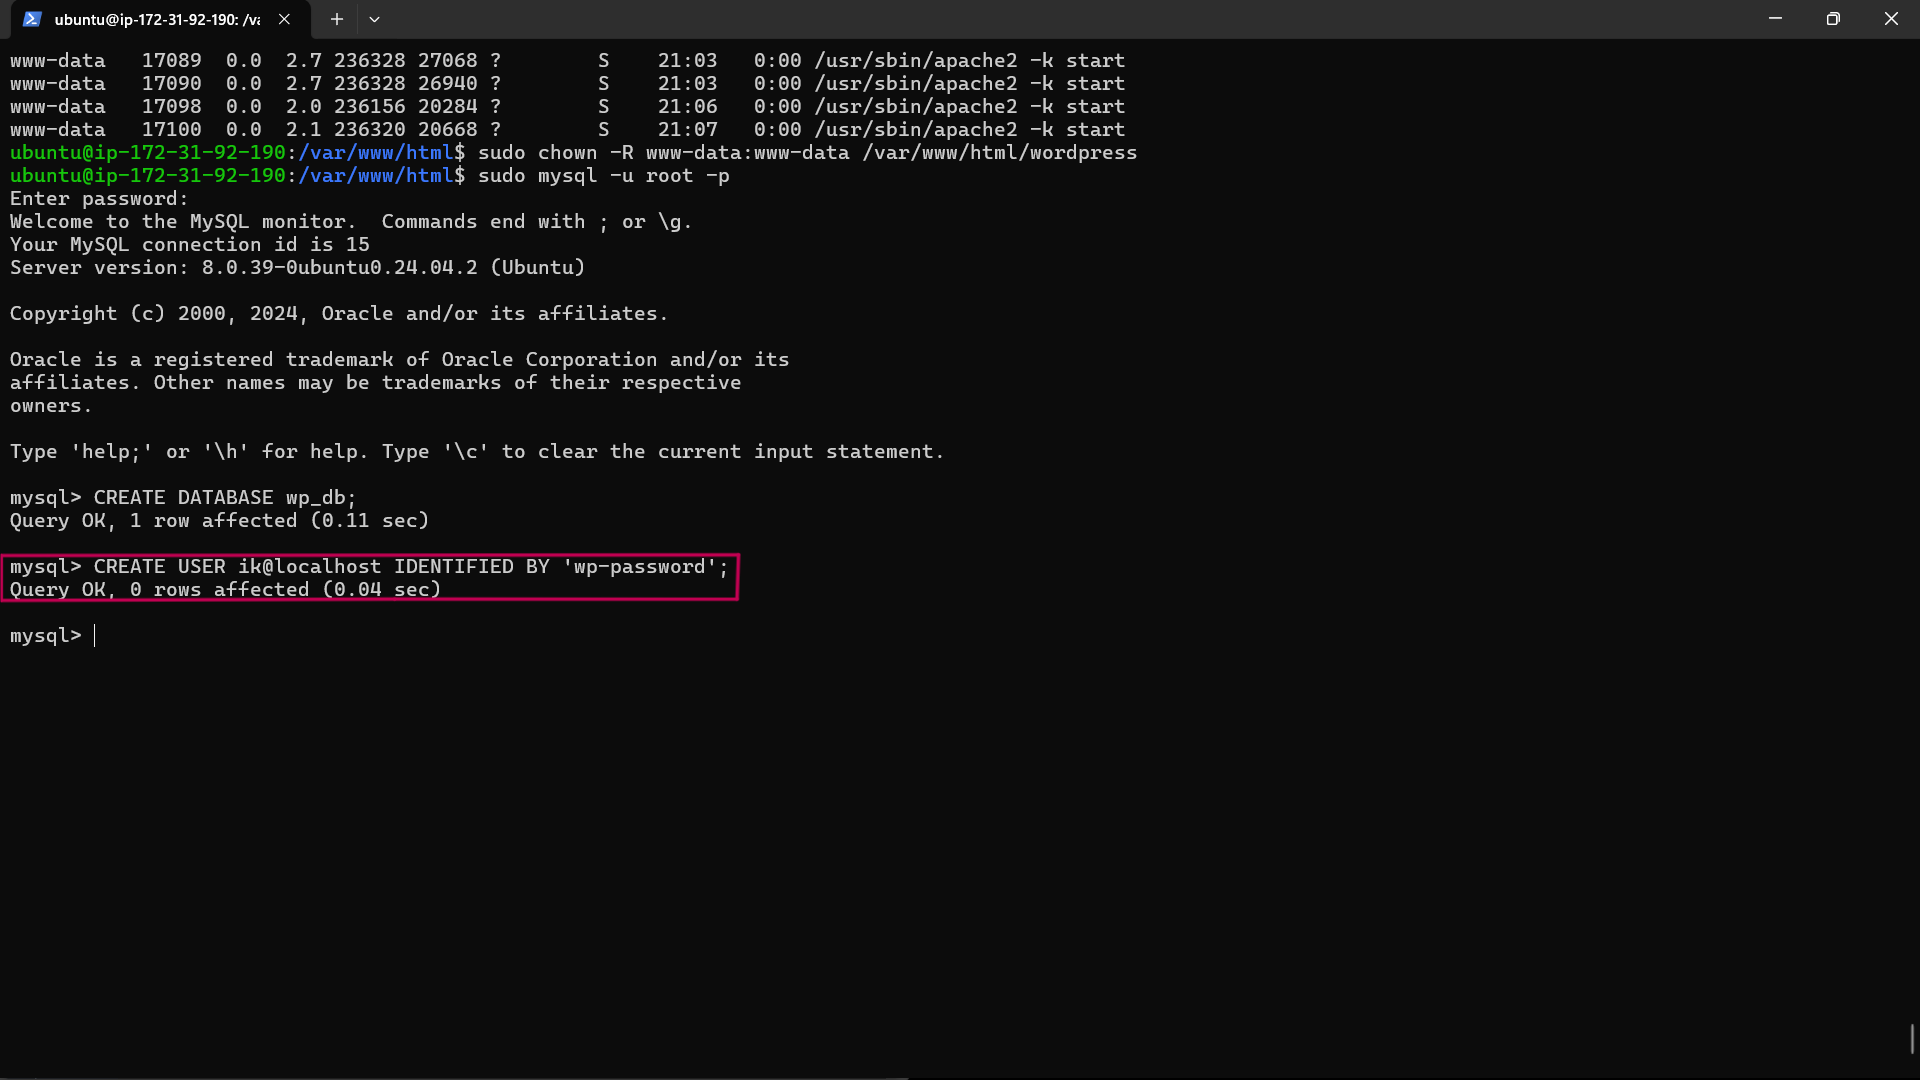 ubuntu@ip-172-31-92-190: /va
www-data   17089  0.0  2.7 236328 27068 ?        S    21:03   0:00 /usr/sbin/apache2 -k start
www-data   17090  0.0  2.7 236328 26940 ?        S    21:03   0:00 /usr/sbin/apache2 -k start
www-data   17098  0.0  2.0 236156 20284 ?        S    21:06   0:00 /usr/sbin/apache2 -k start
www-data   17100  0.0  2.1 236320 20668 ?        S    21:07   0:00 /usr/sbin/apache2 -k start
ubuntu@ip-172-31-92-190:/var/www/html$ sudo chown -R www-data:www-data /var/www/html/wordpress
ubuntu@ip-172-31-92-190:/var/www/html$ sudo mysql -u root -p
Enter password:
Welcome to the MySQL monitor.  Commands end with ; or \g.
Your MySQL connection id is 15
Server version: 8.0.39-0ubuntu0.24.04.2 (Ubuntu)
Copyright (c) 2000, 2024, Oracle and/or its affiliates.
Oracle is a registered trademark of Oracle Corporation and/or its
affiliates. Other names may be trademarks of their respective
owners.
Type 'help;' or '\h' for help. Type '\c' to clear the current input statement.
mysql> CREATE DATABASE wp_db;
Query OK, 1 row affected (0.11 sec)
mysql> CREATE USER ik@localhost IDENTIFIED BY 'wp-password';
Query OK, 0 rows affected (0.04 sec)
mysql>